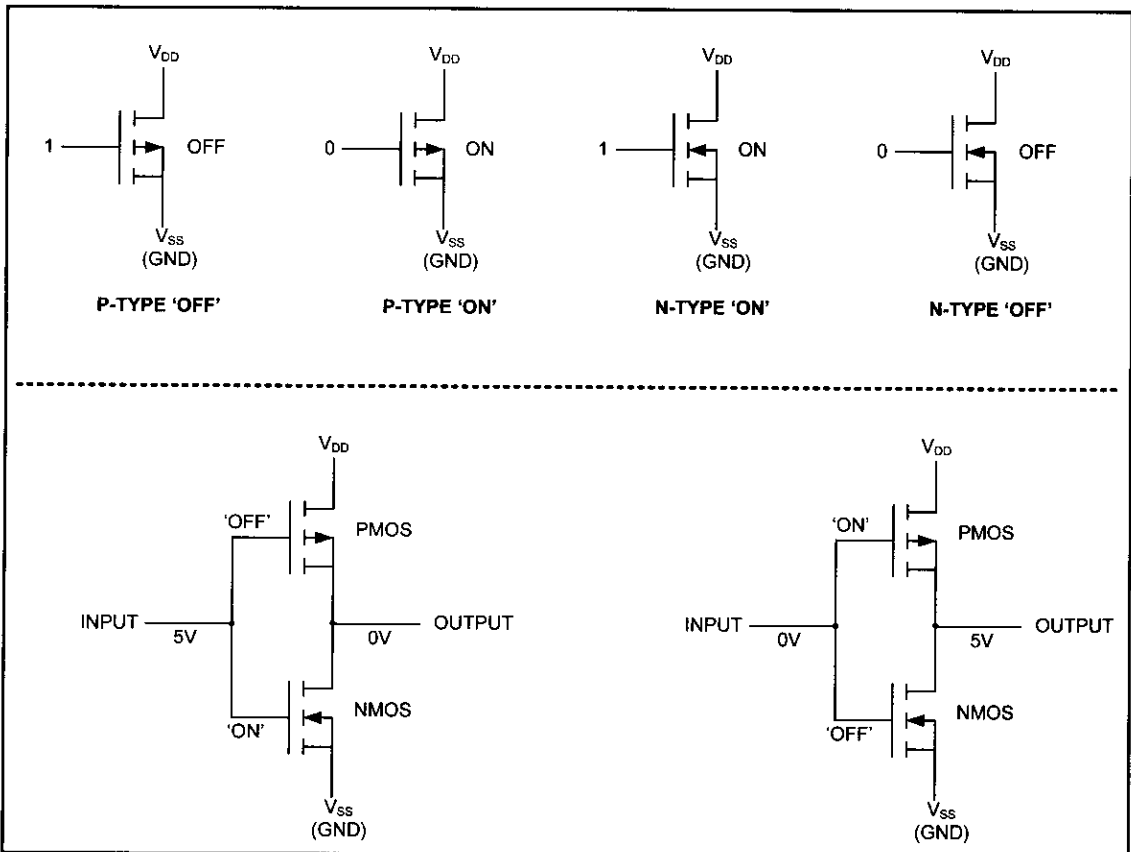 VDD VDD VDD VDD
1 OFF 0 ON 1 ON 0 OFF
VSS VSS VSS VSS
(GND) (GND) (GND) (GND)
P-TYPE ‘OFF’ P-TYPE ‘ON’ N-TYPE ‘ON’ N-TYPE ‘OFF’
VDD VDD
‘OFF’ PMOS ‘ON’ PMOS
INPUT OUTPUT INPUT OUTPUT
5V 0V 0V 5V
‘ON’ NMOS ‘OFF’ NMOS
VSS VSS
(GND) (GND)